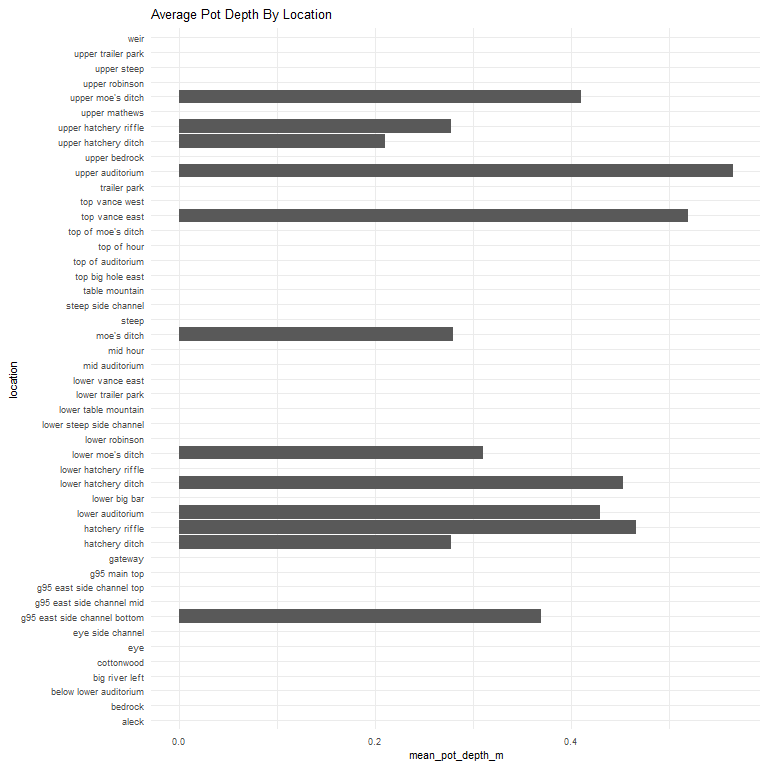 Average Pot Depth By Location
weir
upper trailer park
upper steep
upper robinson
upper moe's ditch
upper mathews
upper hatchery riffle
upper hatchery ditch
upper bedrock
upper auditorium
trailer park
top vance west
top vance east
top of moe's ditch
top of hour
top of auditorium
top big hole east
table mountain
steep side channel
steep
moe's ditch
mid hour
mid auditorium
lower vance east
lower trailer park
lower table mountain
lower steep side channel
lower robinson
lower moe's ditch
lower hatchery riffle
lower hatchery ditch
lower big bar
lower auditorium
hatchery riffle
hatchery ditch
gateway
g95 main top
g95 east side channel top
g95 east side channel mid
g95 east side channel bottom
eye side channel
eye
cottonwood
big river left
below lower auditorium
bedrock
aleck
location
0.0 0.2 0.4
mean_pot_depth_m